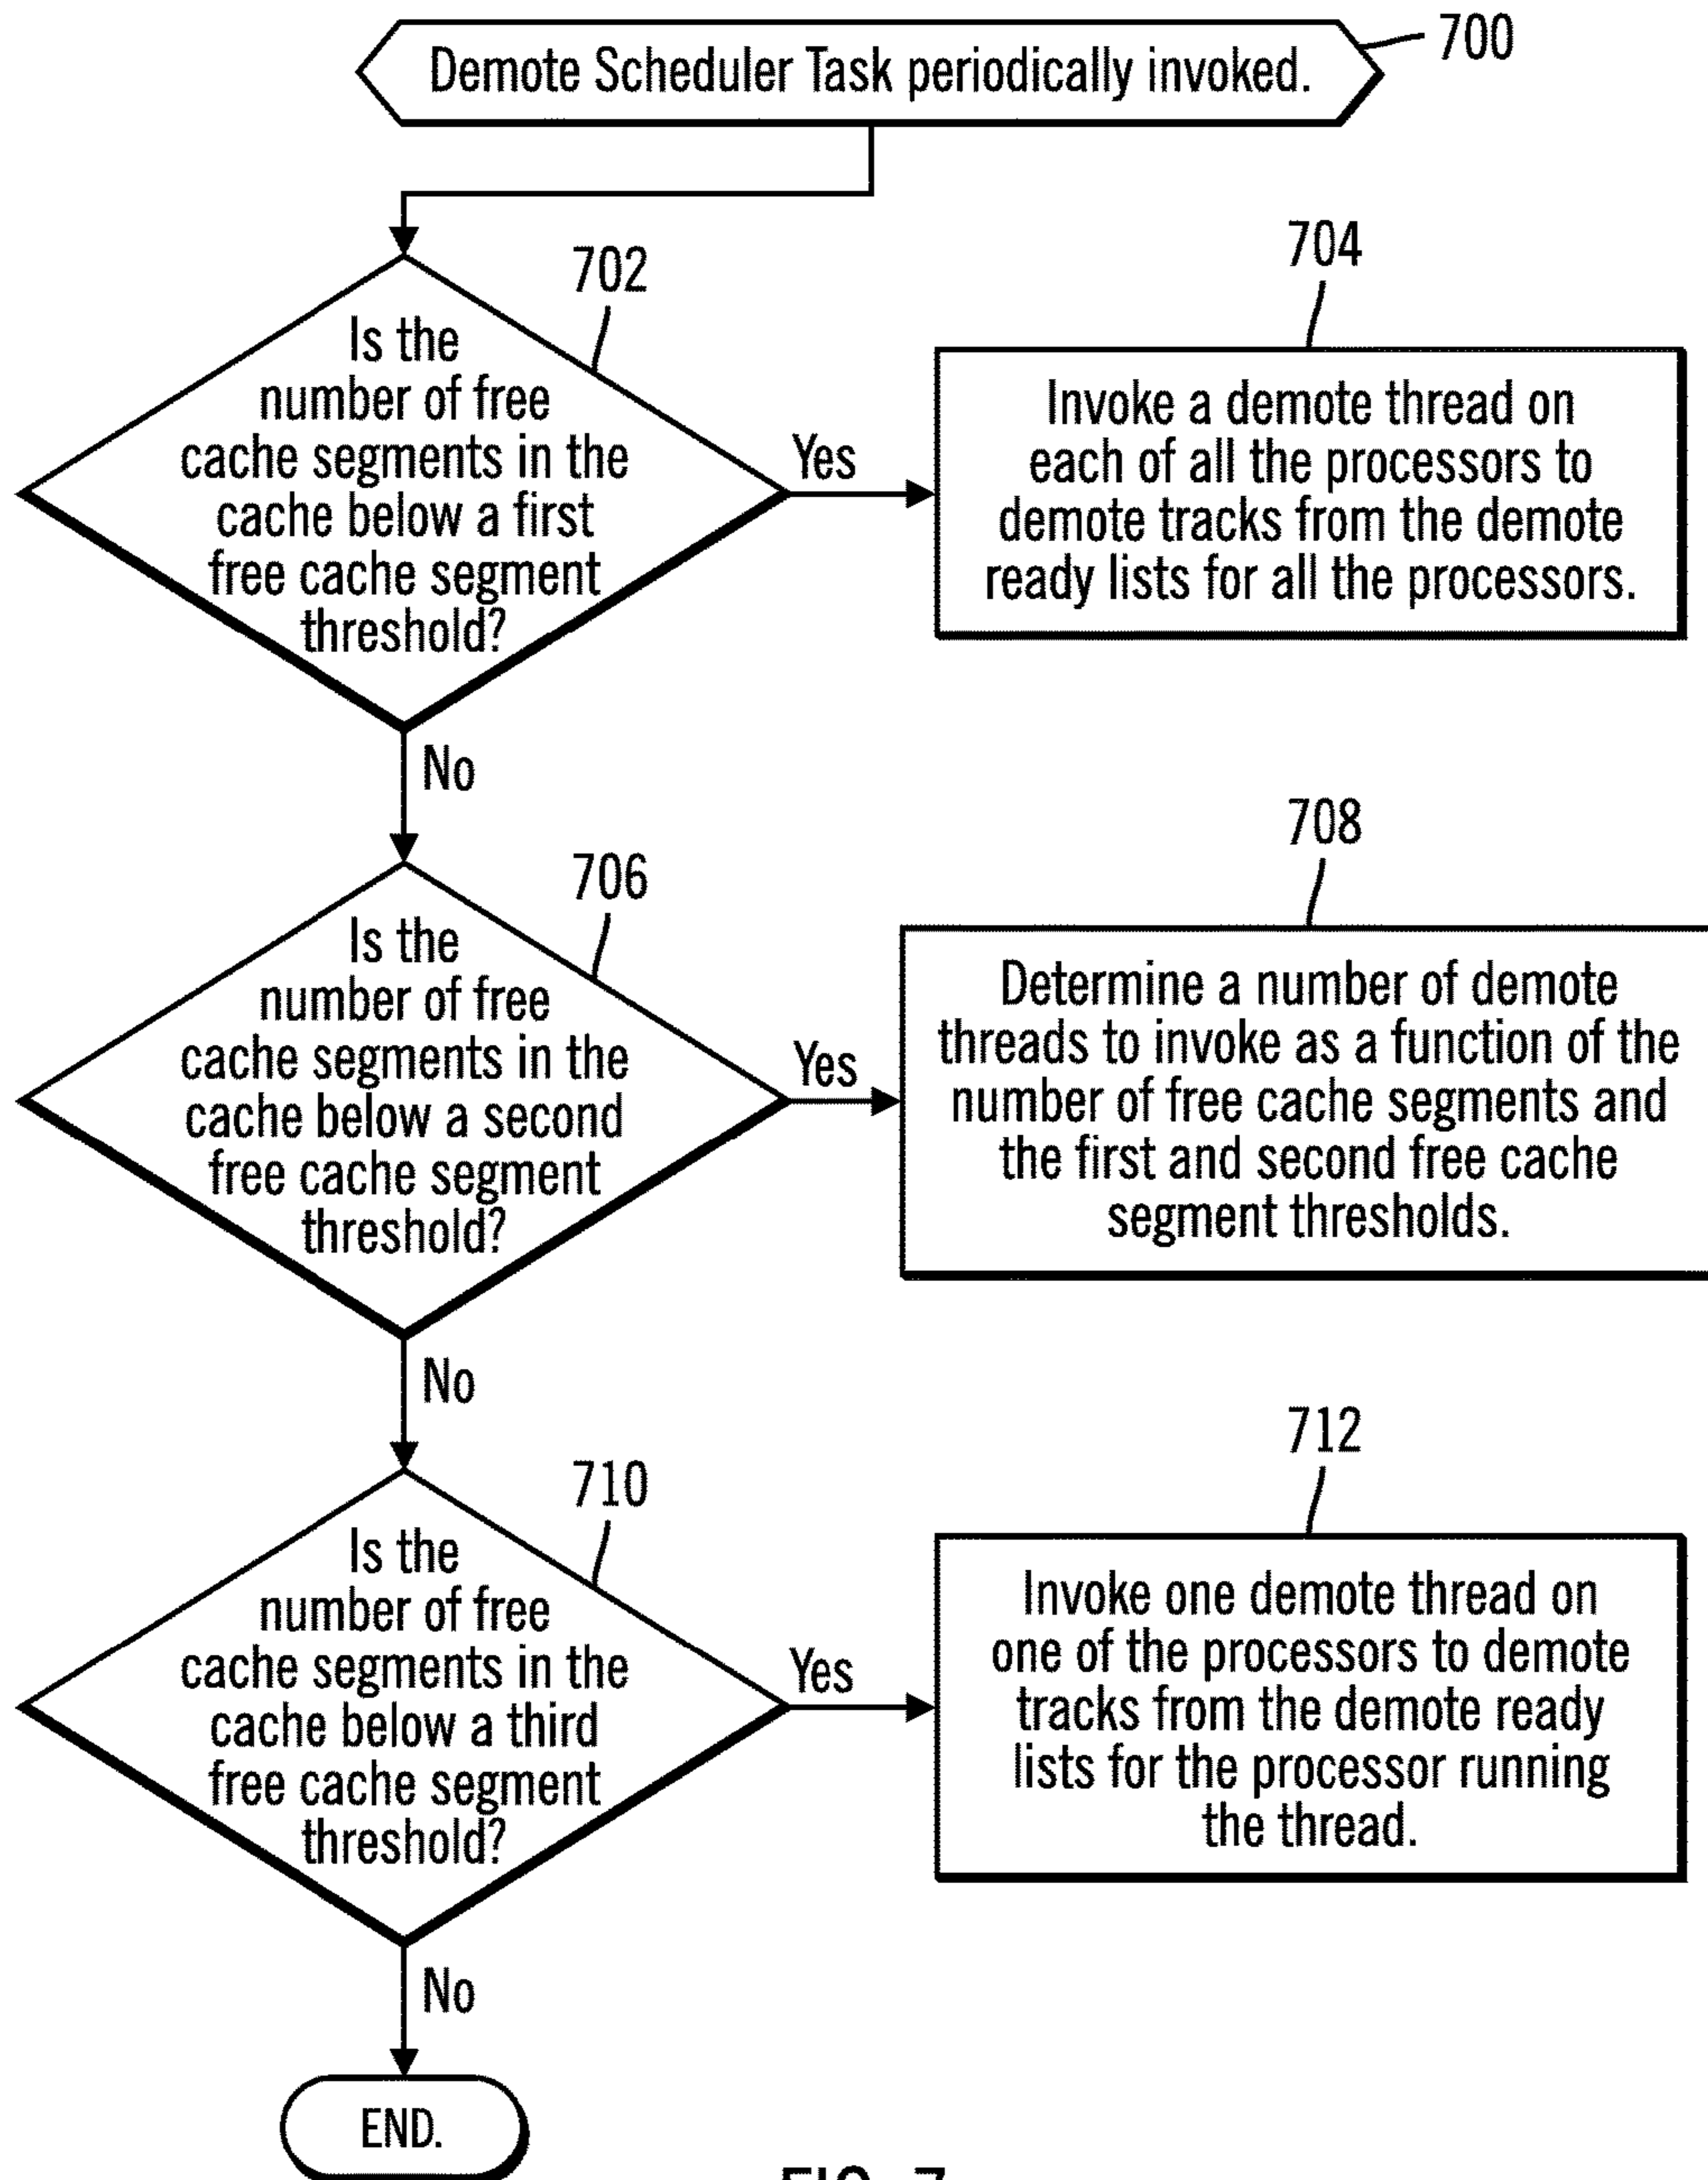 Demote Scheduler Task periodically invoked.
700
702
Is the
number of free
cache segments in the
cache below a first
free cache segment
threshold?
Yes
No
704
Invoke a demote thread on
each of all the processors to
demote tracks from the demote
ready lists for all the processors.
706
Is the
number of free
cache segments in the
cache below a second
free cache segment
threshold?
Yes
No
708
Determine a number of demote
threads to invoke as a function of the
number of free cache segments and
the first and second free cache
segment thresholds.
710
Is the
number of free
cache segments in the
cache below a third
free cache segment
threshold?
Yes
No
712
Invoke one demote thread on
one of the processors to demote
tracks from the demote ready
lists for the processor running
the thread.
END.
FIG. 7